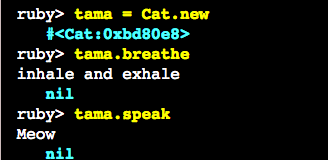 ruby> tama = Cat.new
#<Cat:0xbd80e8>
ruby> tama.breathe
inhale and exhale
nil
ruby> tama.speak
Meow
nil